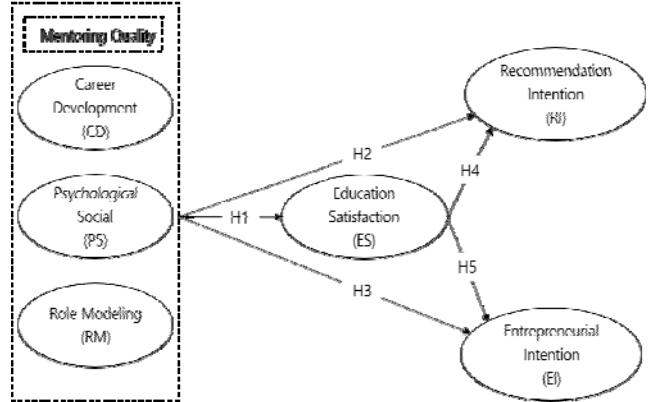 Mentoring Quality
Career
Development
(CD)
Psychological
Social
(PS)
Role Modeling
(RM)
H1
H2
H3
Education
Satisfaction
(ES)
H4
H5
Recommendation
Intention
(RI)
Entrepreneurial
Intention
(EI)